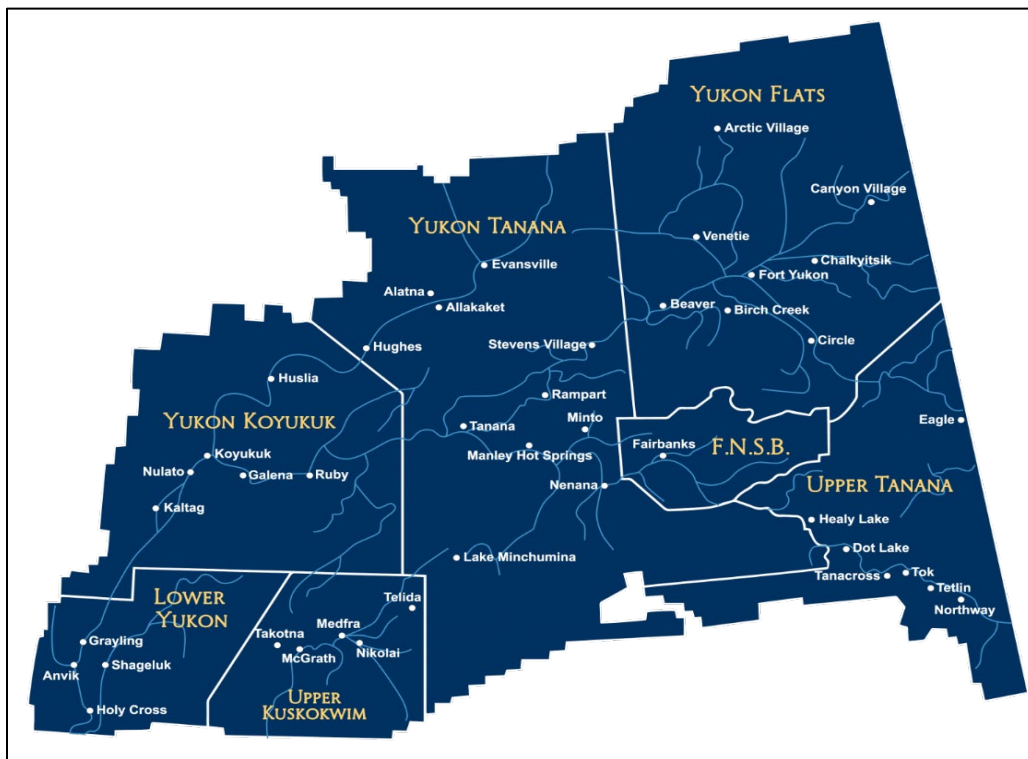 YUKON FLATS
Arctic Village
Canyon Village
YUKON TANANA
Venetie
Chalkyitsik
Evansville
Fort Yukon
Alatna
Allakaket
Beaver
Birch Creek
Circle
Hughes
Stevens Village
Huslia
Rampart
YUKON KOYUKUK
Minto
Tanana
Eagle
Fairbanks
F.N.S.B.
Manley Hot Springs
Koyukuk
Nulato
Galena
Ruby
Nenana
UPPER TANANA
Kaltag
Healy Lake
Lake Minchumina
Dot Lake
Tanacross
Tok
Tetlin
Northway
LOWER
YUKON
Telida
Medfra
Takotna
McGrath
Nikolai
Grayling
Anvik
Shageluk
UPPER
KUSKOKWIM
Holy Cross